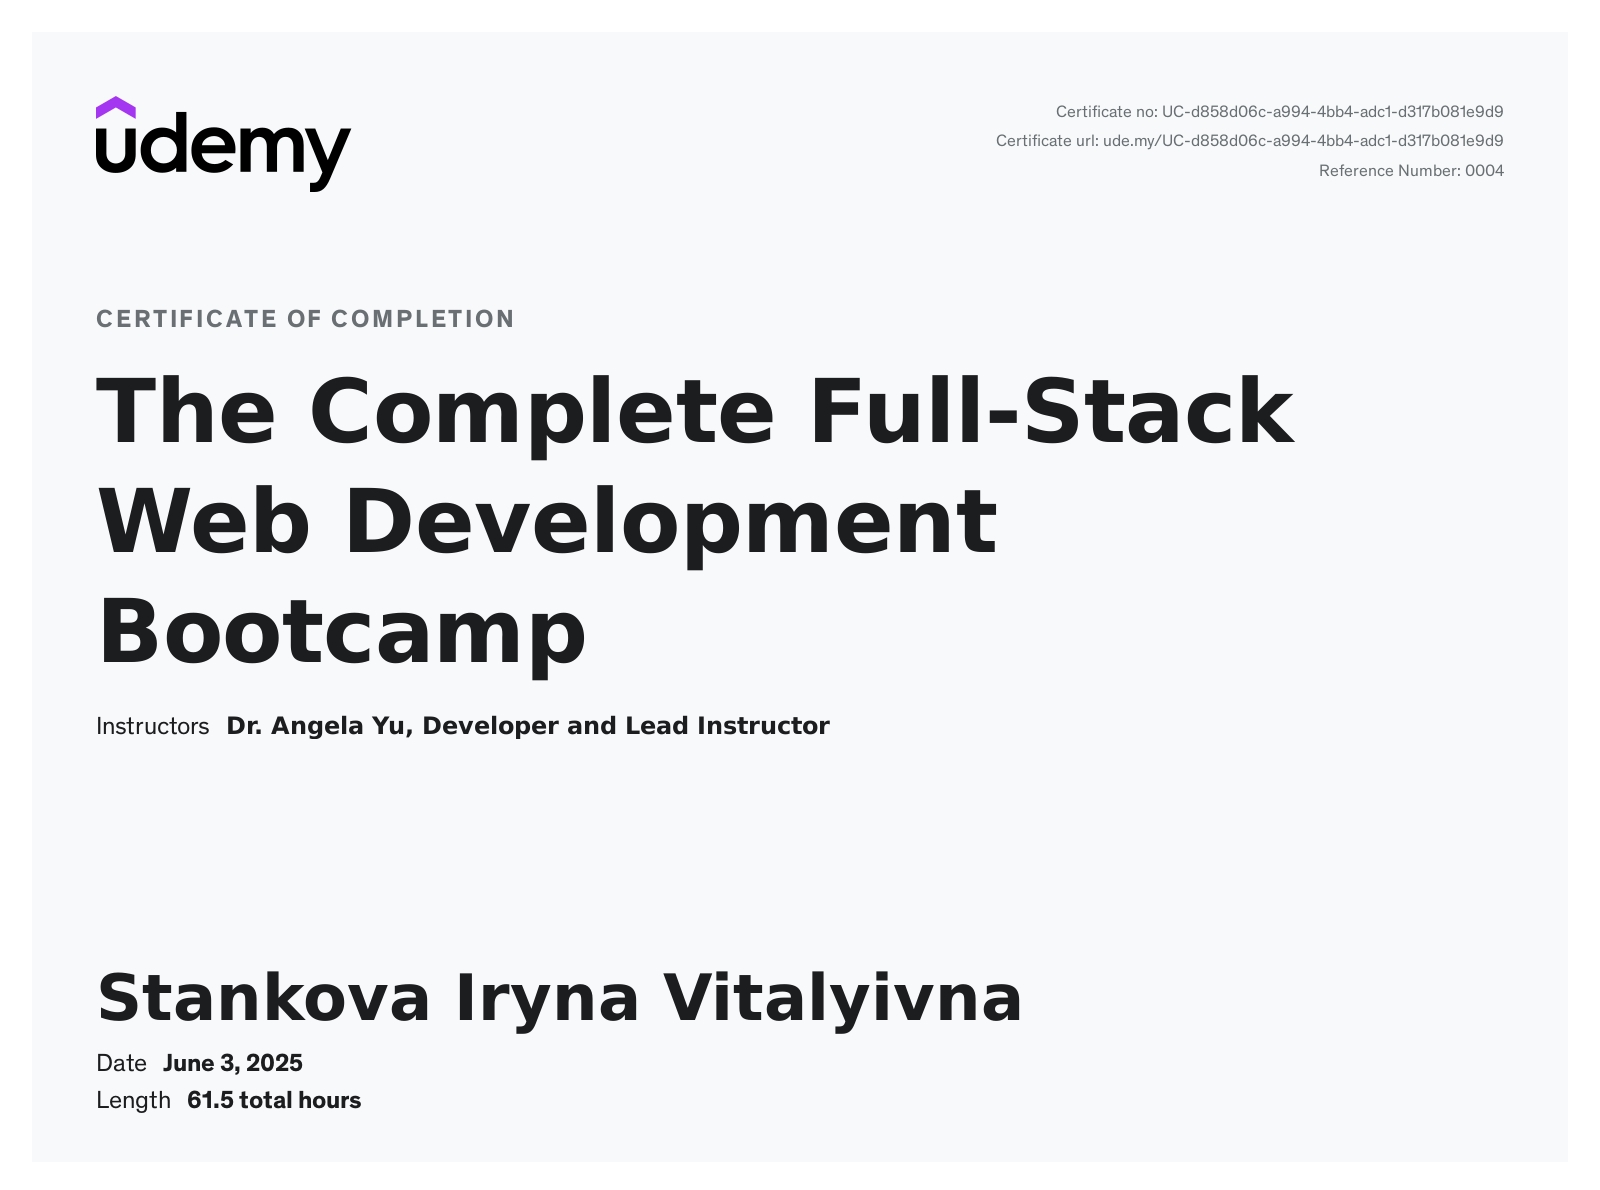 udemy
Certificate no: UC-d858d06c-a994-4bb4-adc1-d317b081e9d9
Certificate url: ude.my/UC-d858d06c-a994-4bb4-adc1-d317b081e9d9
Reference Number: 0004
CERTIFICATE OF COMPLETION
The Complete Full-Stack
Web Development
Bootcamp
Instructors Dr. Angela Yu, Developer and Lead Instructor
Stankova Iryna Vitalyivna
Date June 3, 2025
Length 61.5 total hours